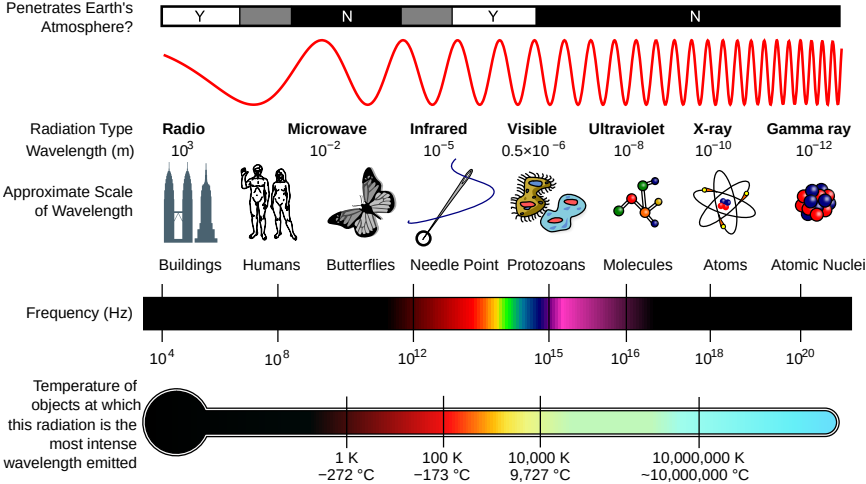 Penetrates Earth's
Atmosphere?
Y N Y N
Radiation Type
Radio Microwave Infrared Visible Ultraviolet X-ray Gamma ray
Wavelength (m)
10³ 10⁻² 10⁻⁵ 0.5×10⁻⁶ 10⁻⁸ 10⁻¹⁰ 10⁻¹²
Approximate Scale
of Wavelength
Buildings Humans Butterflies Needle Point Protozoans Molecules Atoms Atomic Nuclei
Frequency (Hz)
10⁴ 10⁸ 10¹² 10¹⁵ 10¹⁶ 10¹⁸ 10²⁰
Temperature of
objects at which
this radiation is the
most intense
wavelength emitted
1 K 100 K 10,000 K 10,000,000 K
−272 °C −173 °C 9,727 °C ~10,000,000 °C